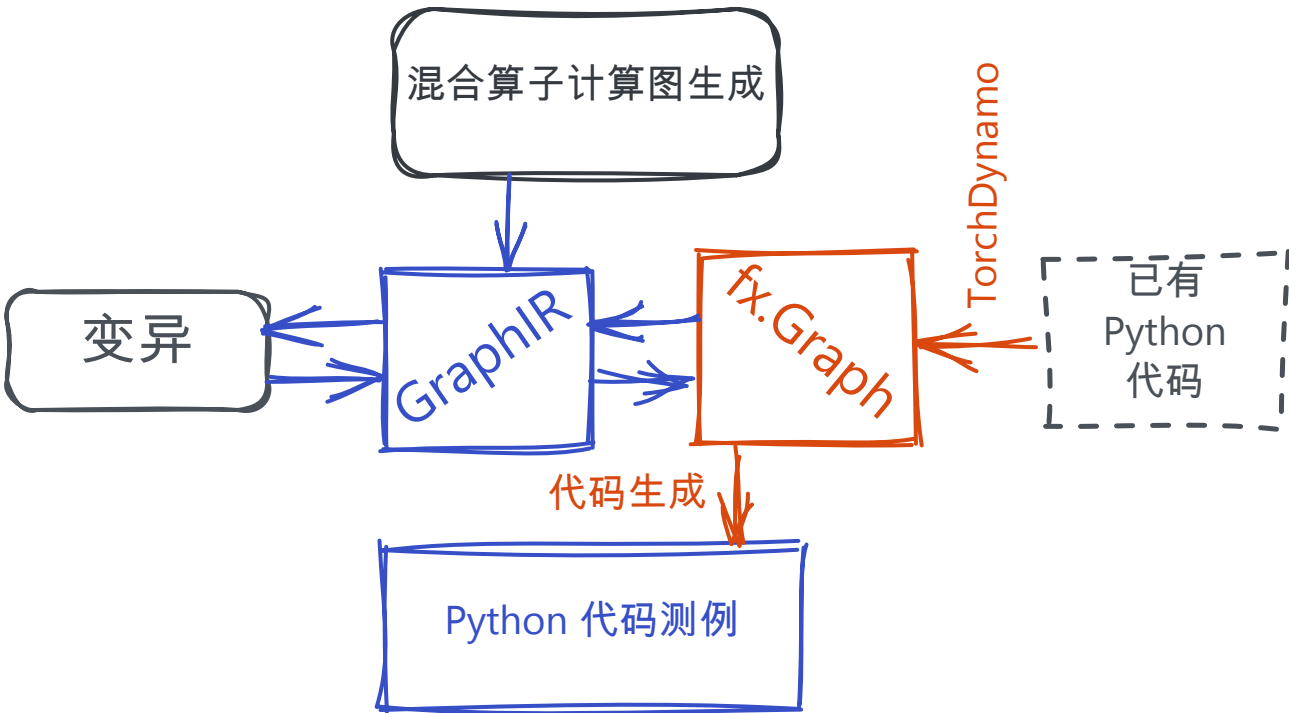 混合算子计算图生成
TorchDynamo
变异
GraphIR
fx.Graph
已有
Python
代码
代码生成
Python 代码测例